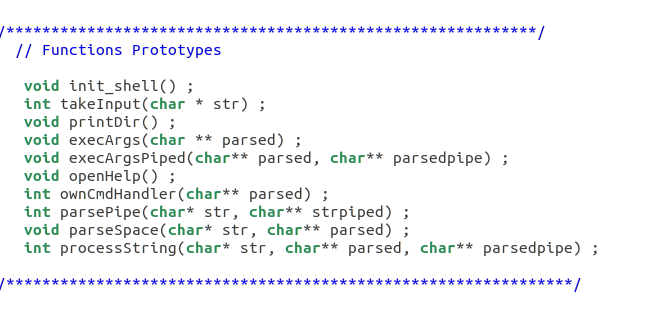 /***********************************************************/
// Functions Prototypes
void init_shell() ;
int takeInput(char * str) ;
void printDir() ;
void execArgs(char ** parsed) ;
void execArgsPiped(char** parsed, char** parsedpipe) ;
void openHelp() ;
int ownCmdHandler(char** parsed) ;
int parsePipe(char* str, char** strpiped) ;
void parseSpace(char* str, char** parsed) ;
int processString(char* str, char** parsed, char** parsedpipe) ;
/***************************************************************/